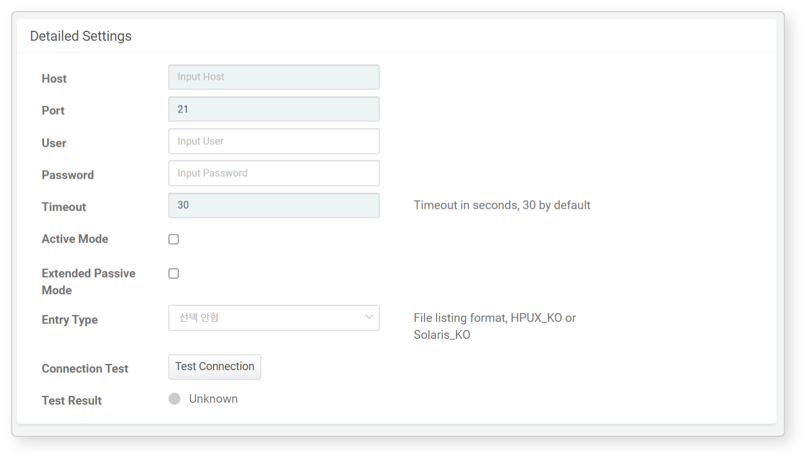 Detailed Settings
Host Input Host
Port 21
User Input User
Password Input Password
Timeout 30 Timeout in seconds, 30 by default
Active Mode
Extended Passive
Mode
Entry Type 선택 안함 File listing format, HPUX_KO or
Solaris_KO
Connection Test Test Connection
Test Result Unknown